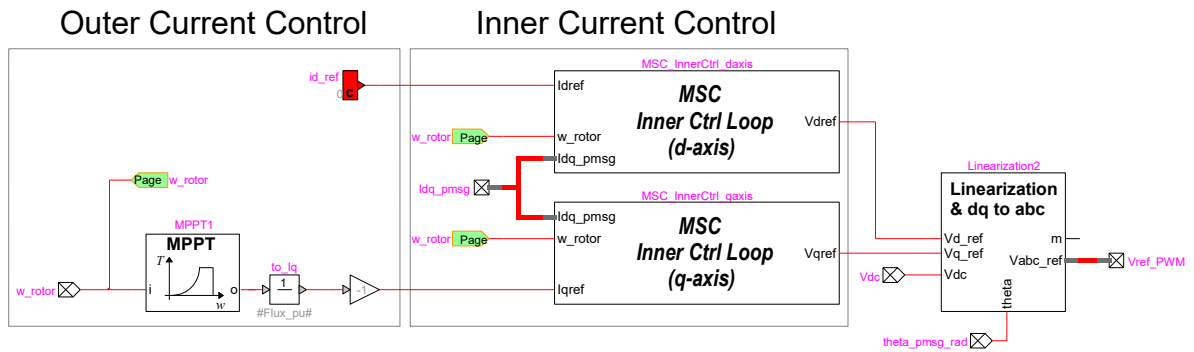 Outer Current Control
Inner Current Control
MSC_InnerCtrl_daxis
id_ref
0
C
Idref
MSC
Inner Ctrl Loop
(d-axis)
Vdref
w_rotor
Page
w_rotor
Idq_pmsg
Idq_pmsg
Page
w_rotor
MSC_InnerCtrl_qaxis
Idq_pmsg
MSC
Inner Ctrl Loop
(q-axis)
w_rotor
Page
w_rotor
Vqref
Iqref
MPPT1
MPPT
T
w
i
o
w_rotor
to_Iq
1
#Flux_pu#
-1
Linearization2
Linearization
& dq to abc
Vd_ref
m
Vq_ref
Vabc_ref
Vref_PWM
Vdc
Vdc
theta
theta_pmsg_rad